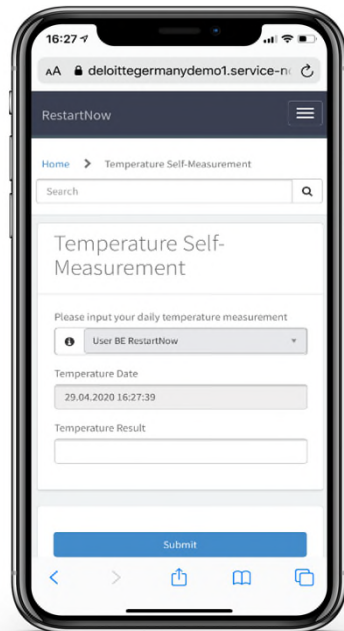 16:27
AA deloittegermanydemo1.service-n
RestartNow
Home > Temperature Self-Measurement
Search
Temperature Self-
Measurement
Please input your daily temperature measurement
User BE RestartNow
Temperature Date
29.04.2020 16:27:39
Temperature Result
Submit